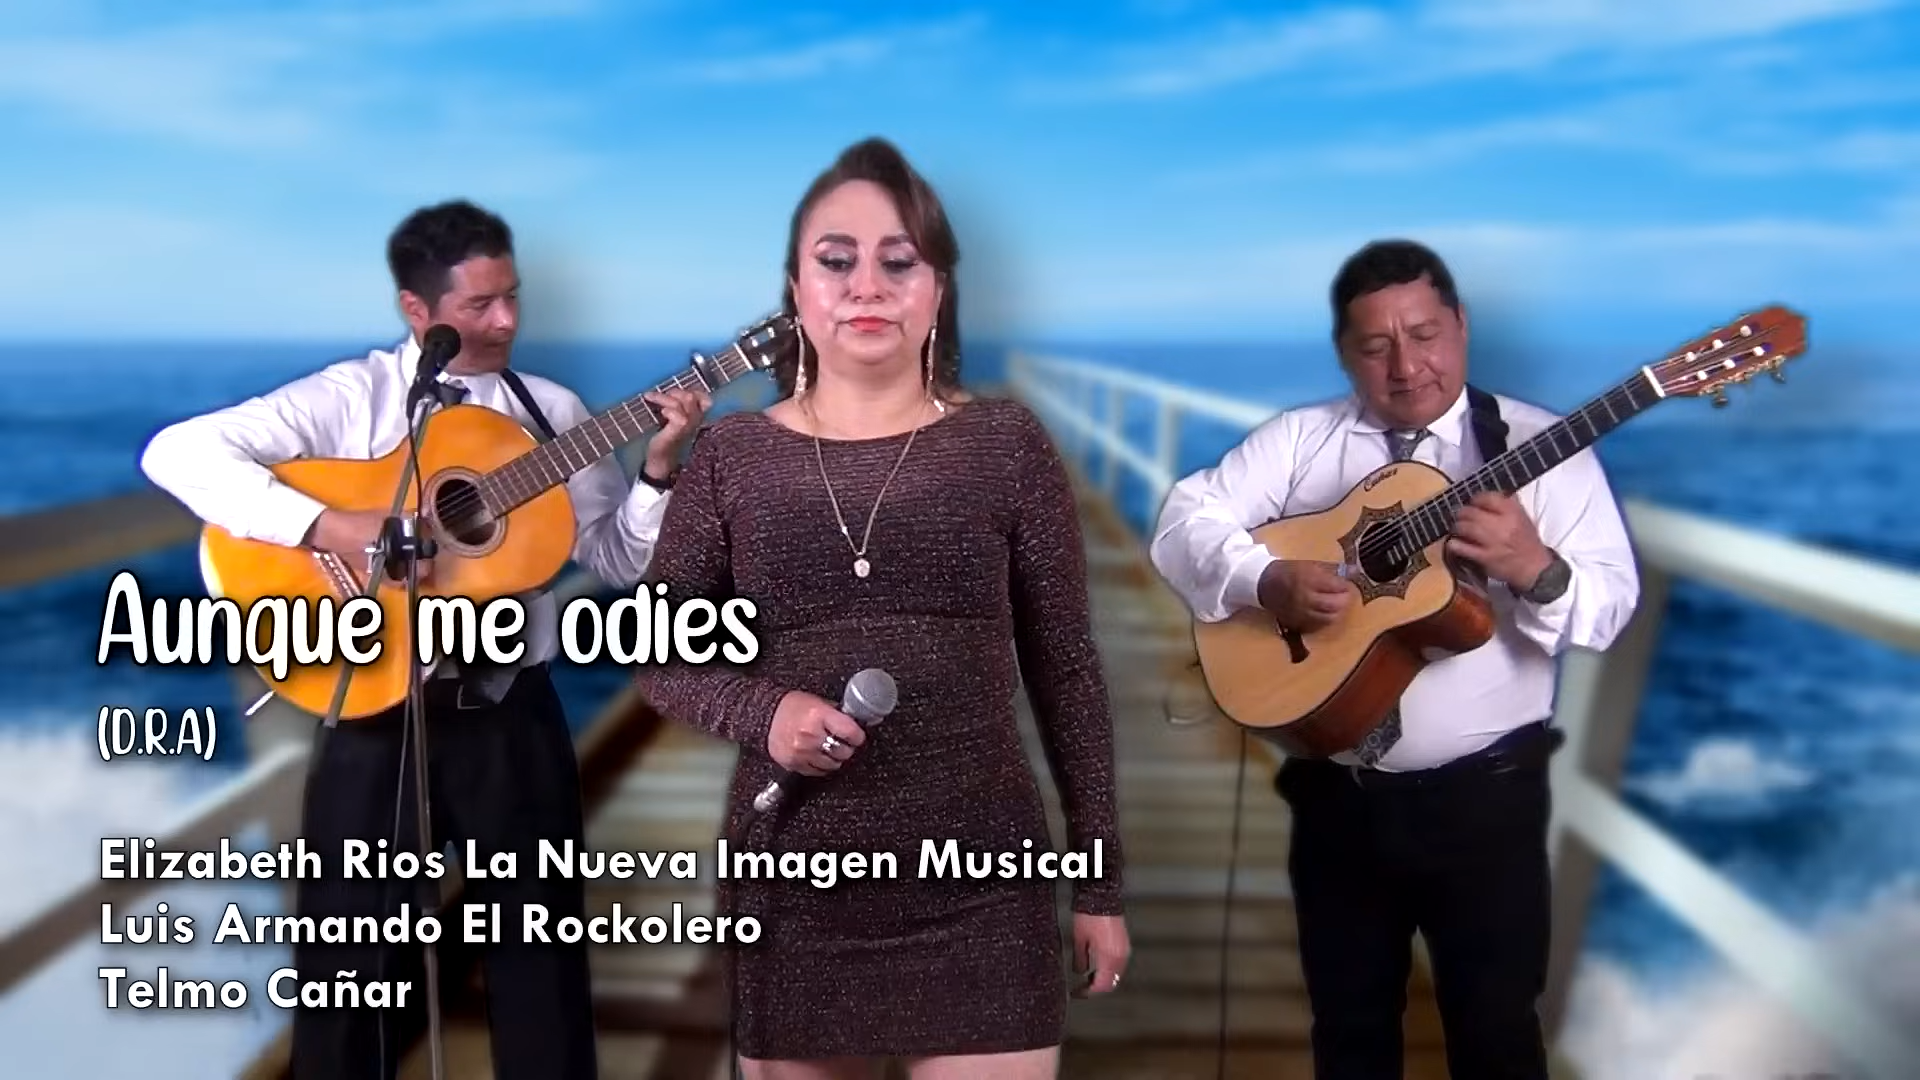 Aunque me odies
(D.R.A)
Elizabeth Rios La Nueva Imagen Musical
Luis Armando El Rockolero
Telmo Cañar